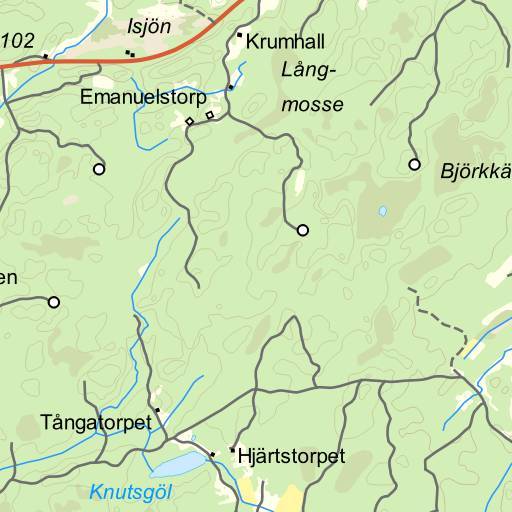 Isjön
102
Krumhall
Lång-
mosse
Emanuelstorp
Björkkä
en
Tångatorpet
Hjärtstorpet
Knutsgöl